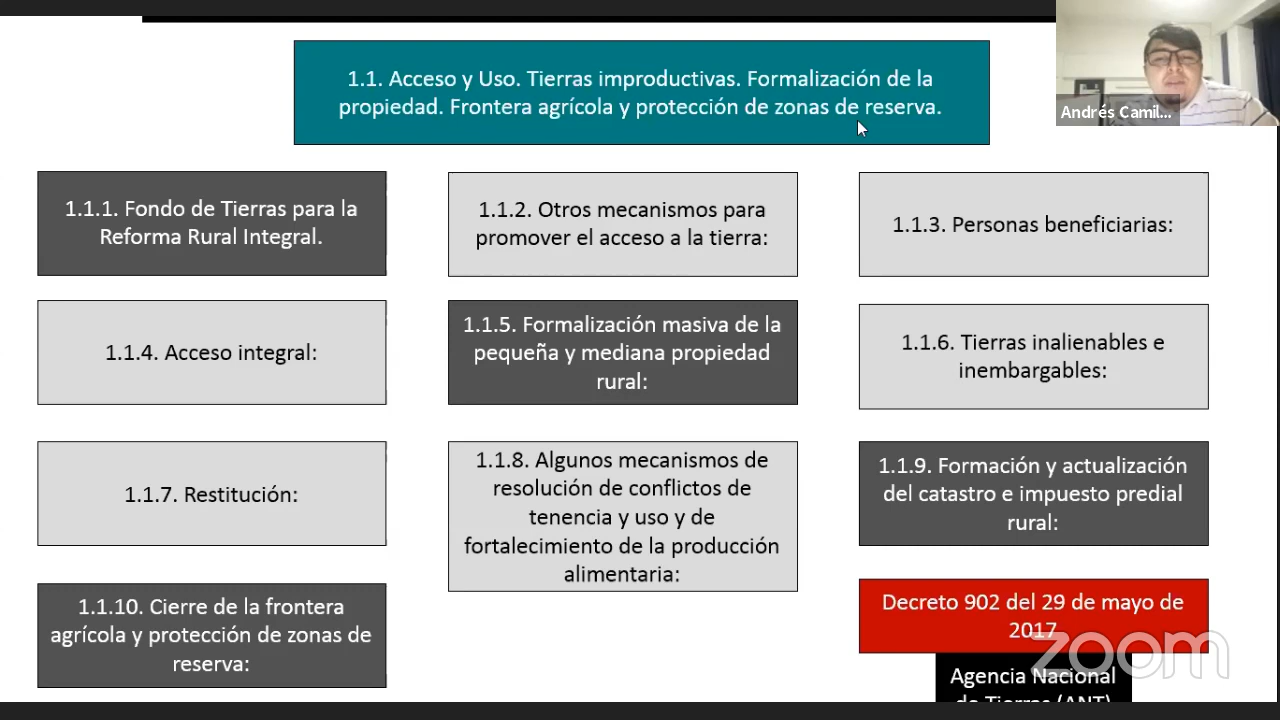 1.1. Acceso y Uso. Tierras improductivas. Formalización de la
propiedad. Frontera agrícola y protección de zonas de reserva.
Andrés Camil...
1.1.1. Fondo de Tierras para la
Reforma Rural Integral.
1.1.2. Otros mecanismos para
promover el acceso a la tierra:
1.1.3. Personas beneficiarias:
1.1.4. Acceso integral:
1.1.5. Formalización masiva de la
pequeña y mediana propiedad
rural:
1.1.6. Tierras inalienables e
inembargables:
1.1.7. Restitución:
1.1.8. Algunos mecanismos de
resolución de conflictos de
tenencia y uso y de
fortalecimiento de la producción
alimentaria:
1.1.9. Formación y actualización
del catastro e impuesto predial
rural:
1.1.10. Cierre de la frontera
agrícola y protección de zonas de
reserva:
Decreto 902 del 29 de mayo de
2017
zoom
Agencia Nacional
de Tierras (ANT)